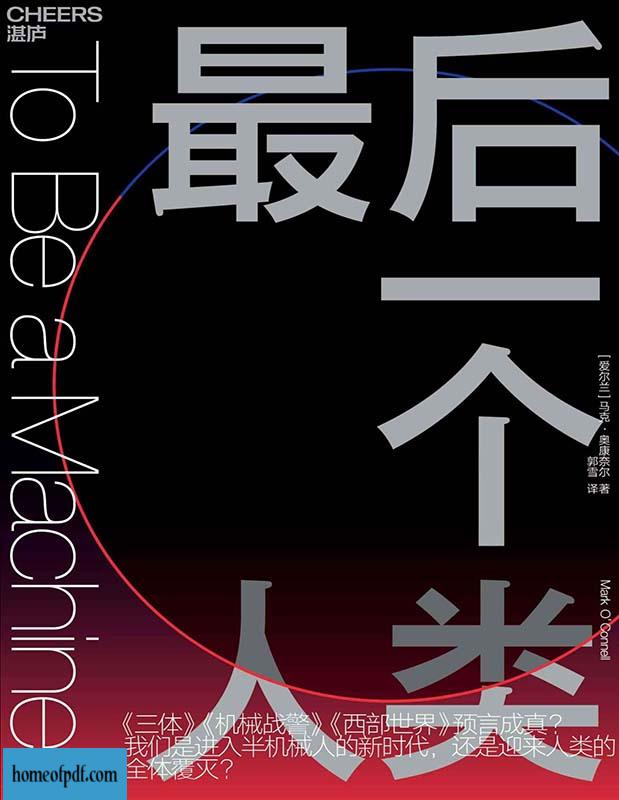 CHEERS
湛庐
To Be a Machine
最后
一
个
人类
[爱尔兰] 马克·奥康奈尔 著
郭雪 译
Mark O'Connell
《三体》《机械战警》《西部世界》预言成真?
我们是进入半机械人的新时代,还是迎来人类的
全体覆灭?
homeofpdf.com